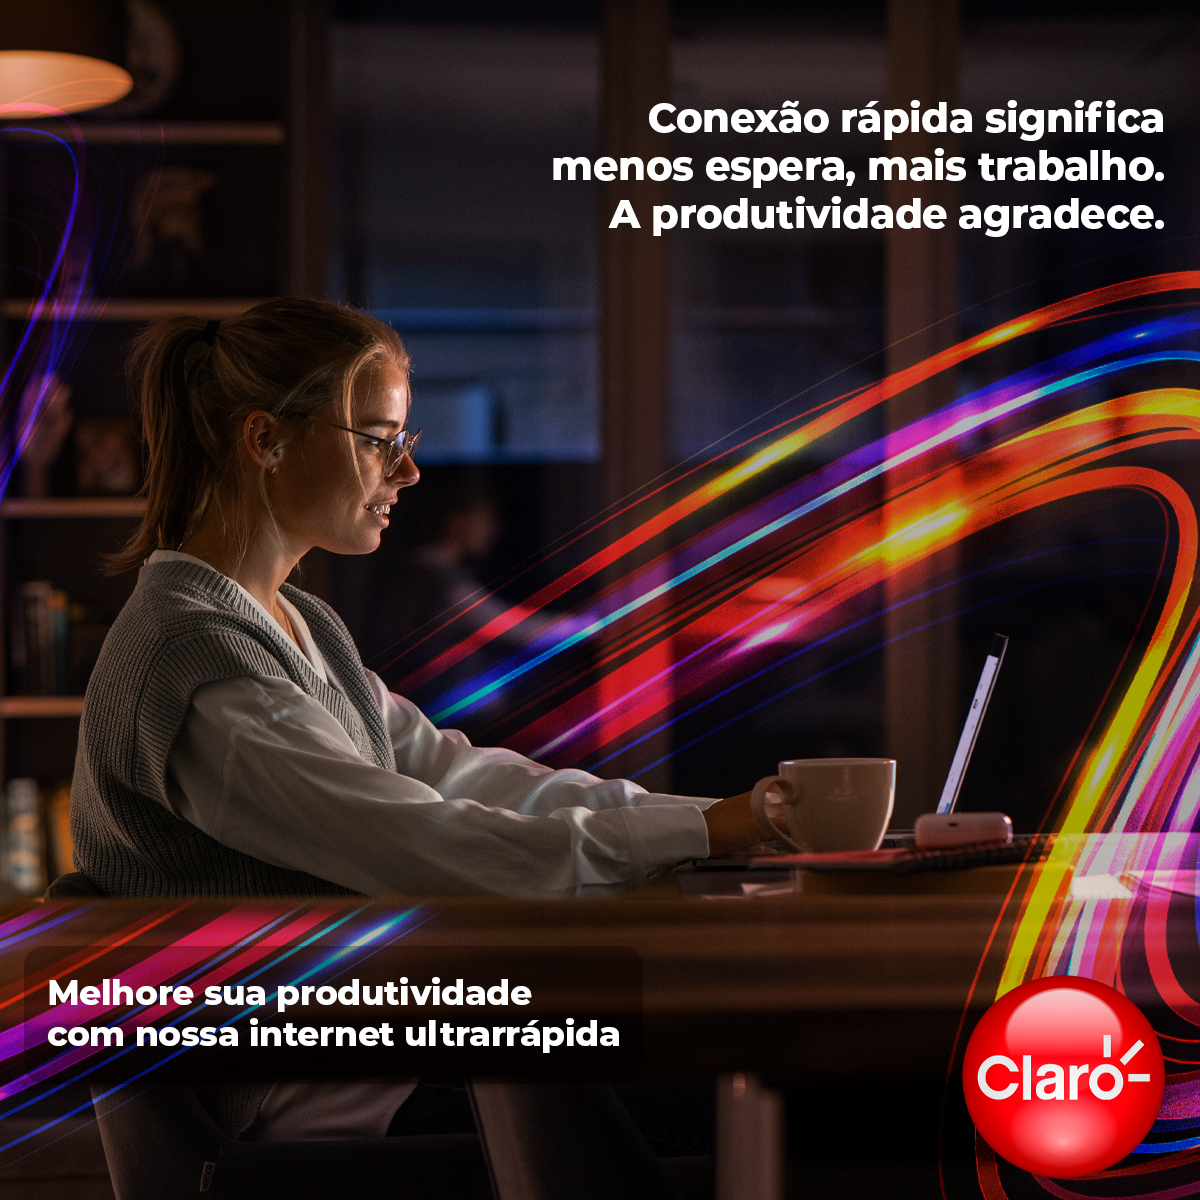 Conexão rápida significa
menos espera, mais trabalho.
A produtividade agradece.
Melhore sua produtividade
com nossa internet ultrarrápida
Claro